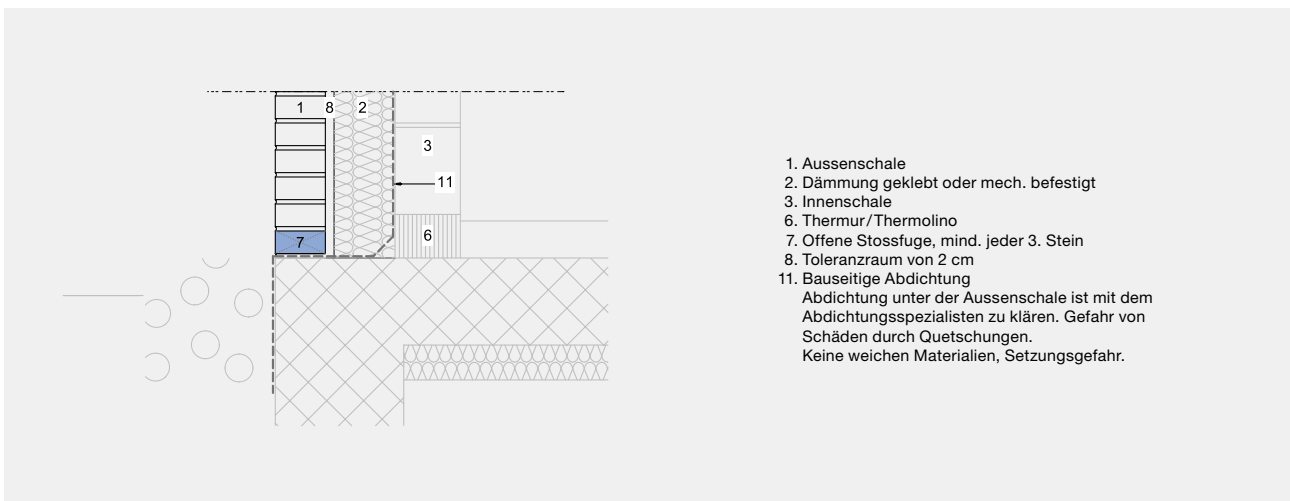 1 8 2
3
11
6
7
1. Aussenschale
2. Dämmung geklebt oder mech. befestigt
3. Innenschale
6. Thermur/Thermolino
7. Offene Stossfuge, mind. jeder 3. Stein
8. Toleranzraum von 2 cm
11. Bauseitige Abdichtung
Abdichtung unter der Aussenschale ist mit dem
Abdichtungsspezialisten zu klären. Gefahr von
Schäden durch Quetschungen.
Keine weichen Materialien, Setzungsgefahr.